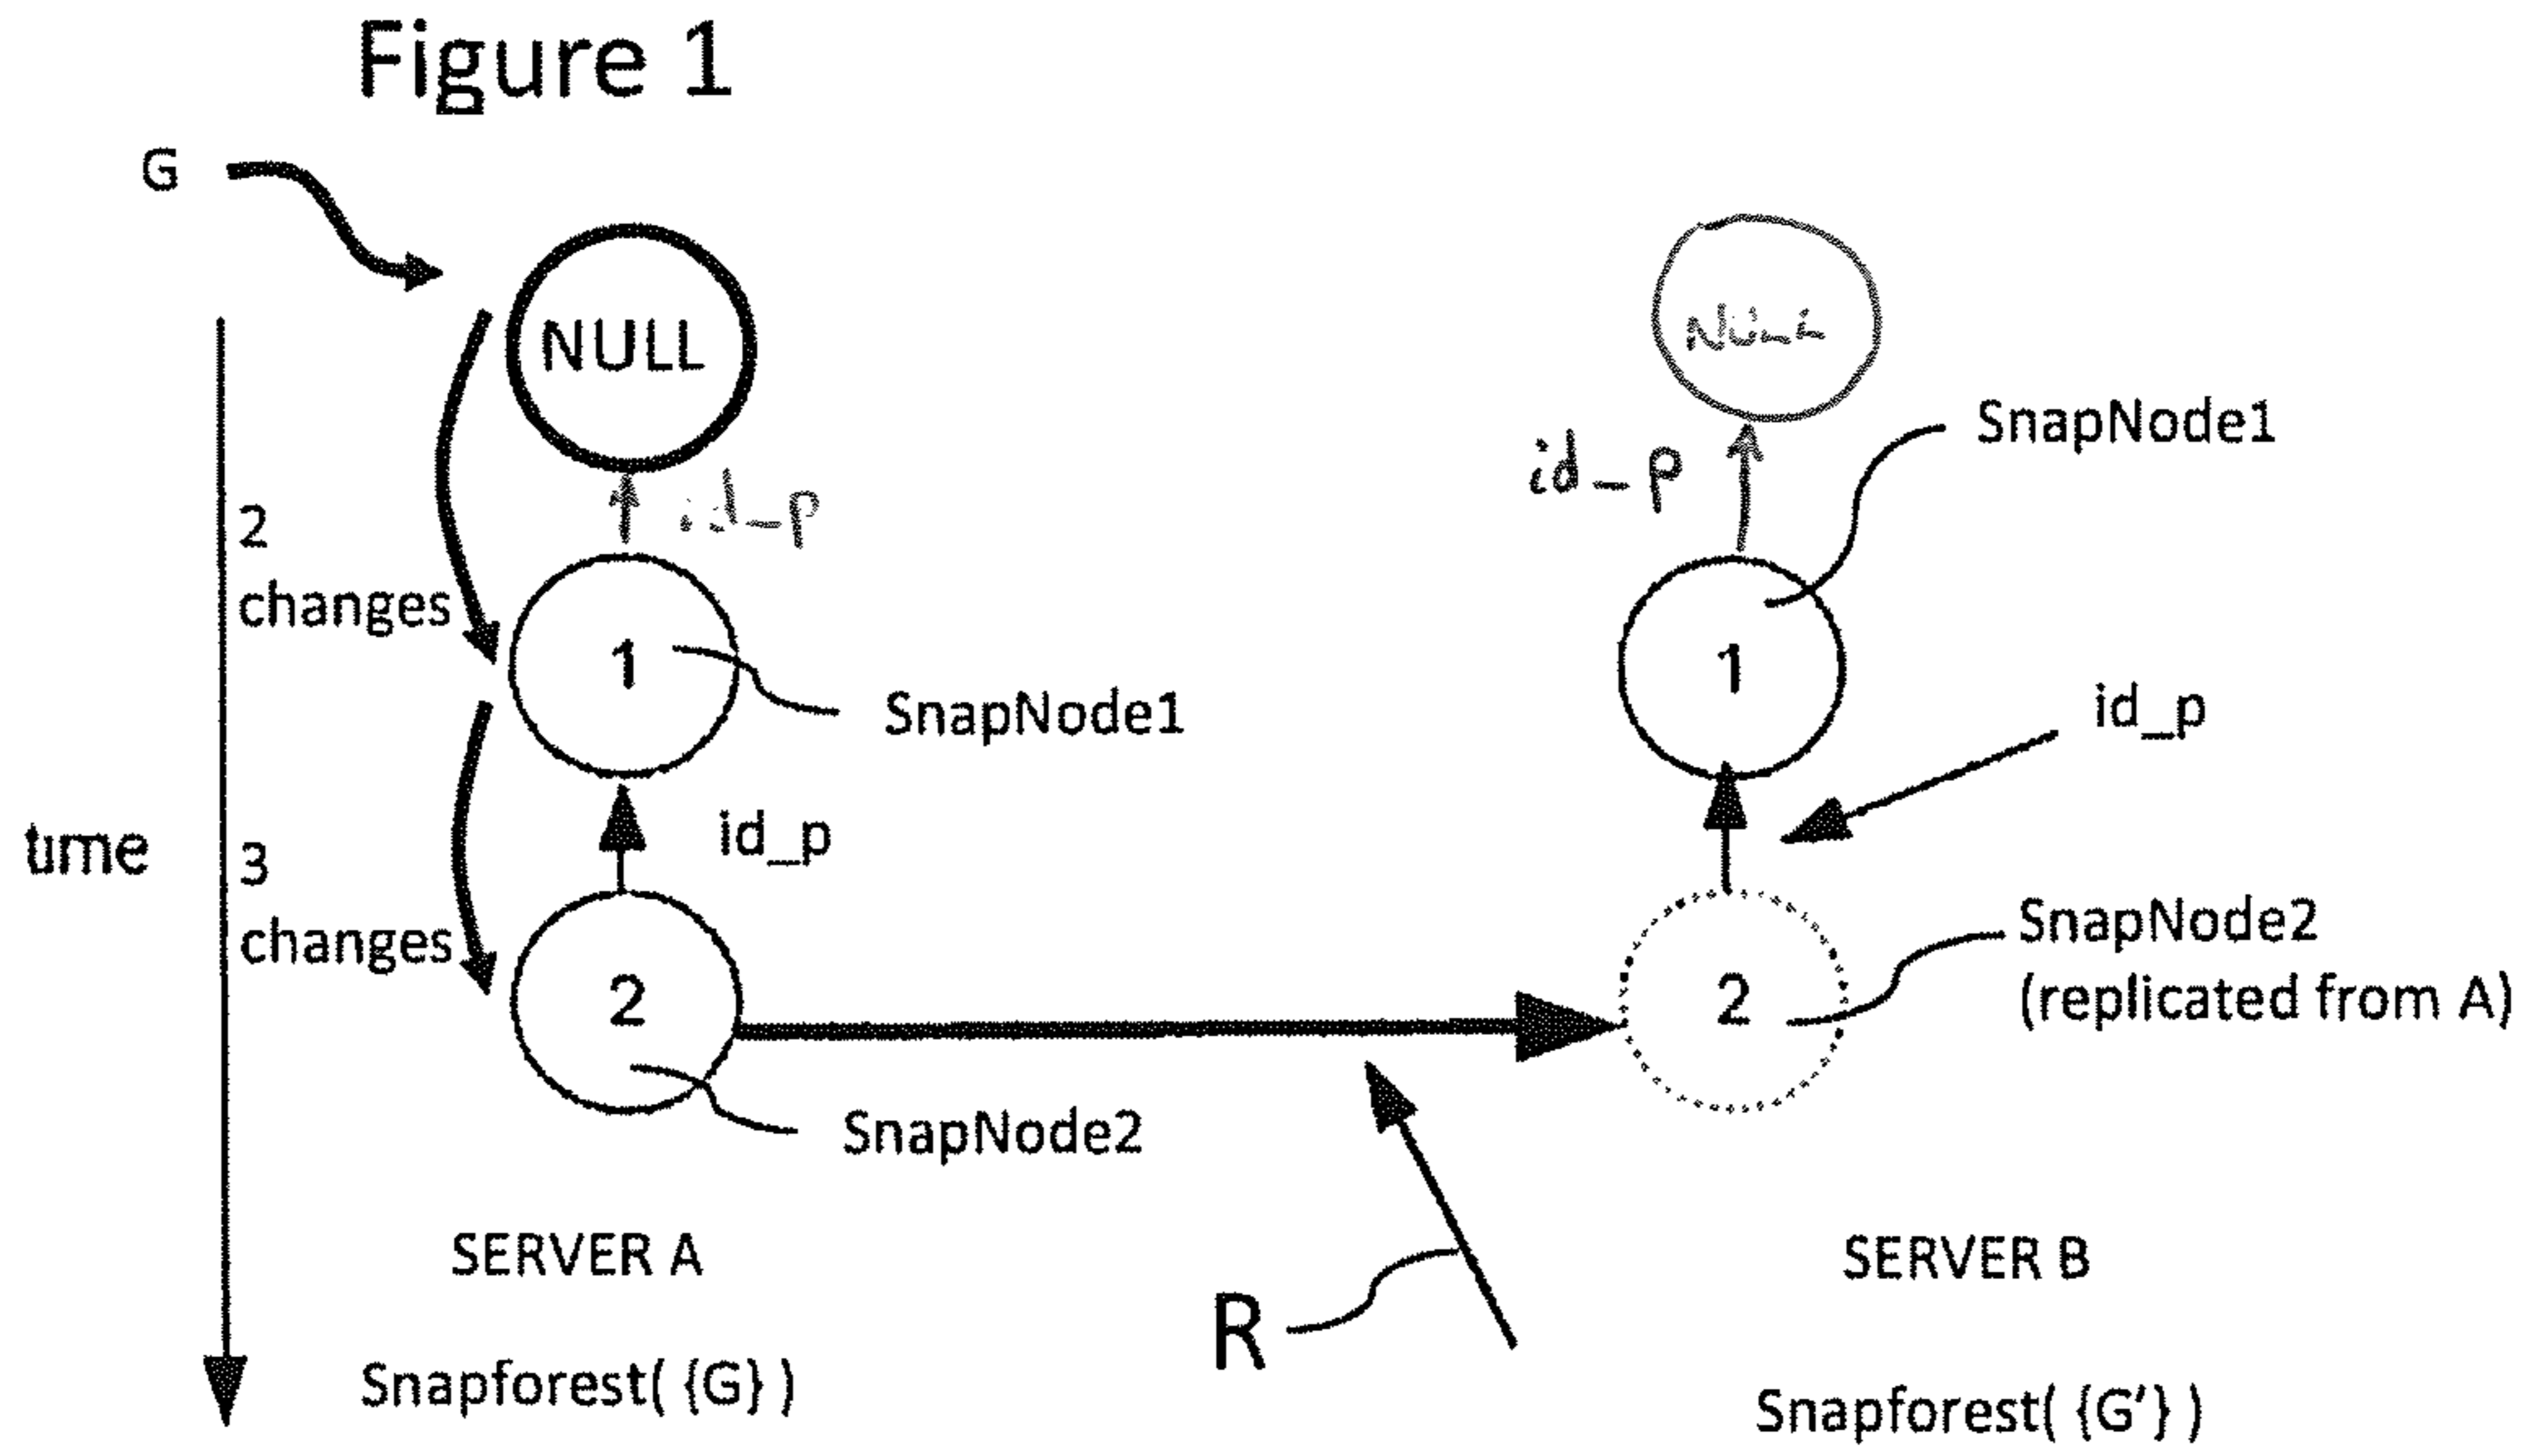 Figure 1
G
NULL
NULL
SnapNode1
id_p
id_p
2
changes
1
1
SnapNode1
id_p
id_p
time
3
changes
SnapNode2
(replicated from A)
2
2
SnapNode2
SERVER A
SERVER B
R
Snapforest( {G} )
Snapforest( {G'} )